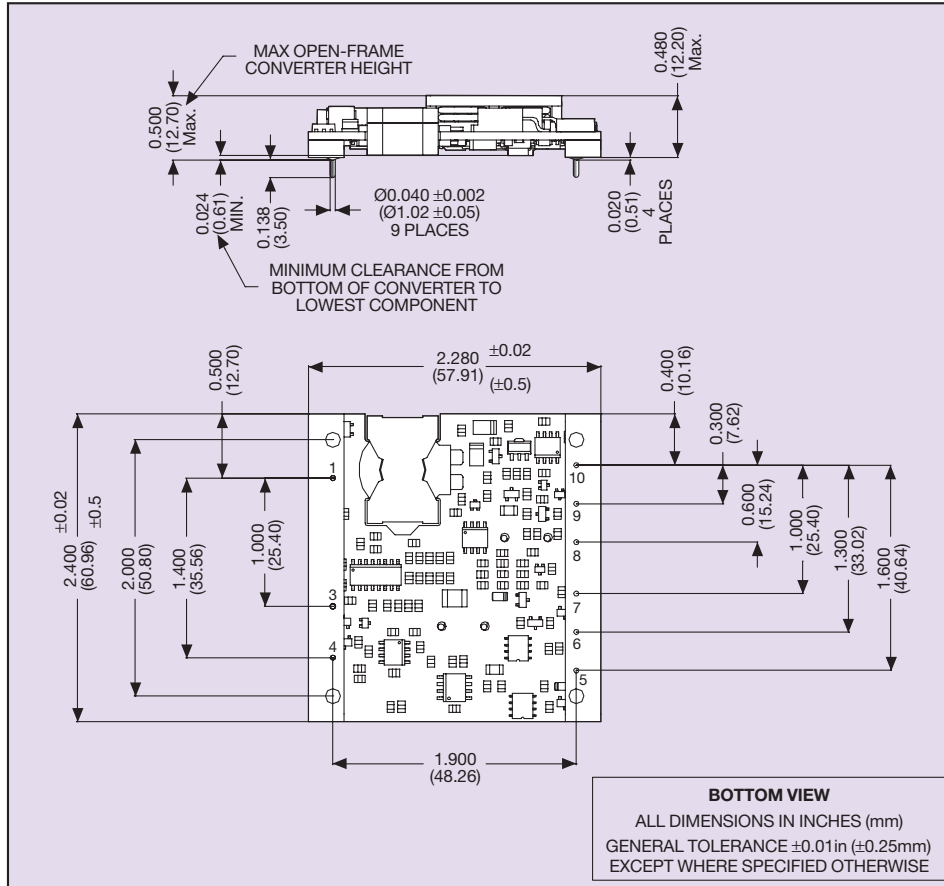 MAX OPEN-FRAME
CONVERTER HEIGHT
0.500
(12.70)
Max.
0.480
(12.20)
Max.
0.024
(0.61)
MIN.
0.138
(3.50)
Ø0.040 ±0.002
(Ø1.02 ±0.05)
9 PLACES
0.020
(0.51)
4
PLACES
MINIMUM CLEARANCE FROM
BOTTOM OF CONVERTER TO
LOWEST COMPONENT
0.500
(12.70)
2.280 ±0.02
(57.91) (±0.5)
0.400
(10.16)
0.300
(7.62)
0.600
(15.24)
1.000
(25.40)
1.300
(33.02)
1.600
(40.64)
2.400 ±0.02
(60.96) ±0.5
2.000
(50.80)
1.400
(35.56)
1.000
(25.40)
1
3
4
10
9
8
7
6
5
1.900
(48.26)
BOTTOM VIEW
ALL DIMENSIONS IN INCHES (mm)
GENERAL TOLERANCE ±0.01in (±0.25mm)
EXCEPT WHERE SPECIFIED OTHERWISE